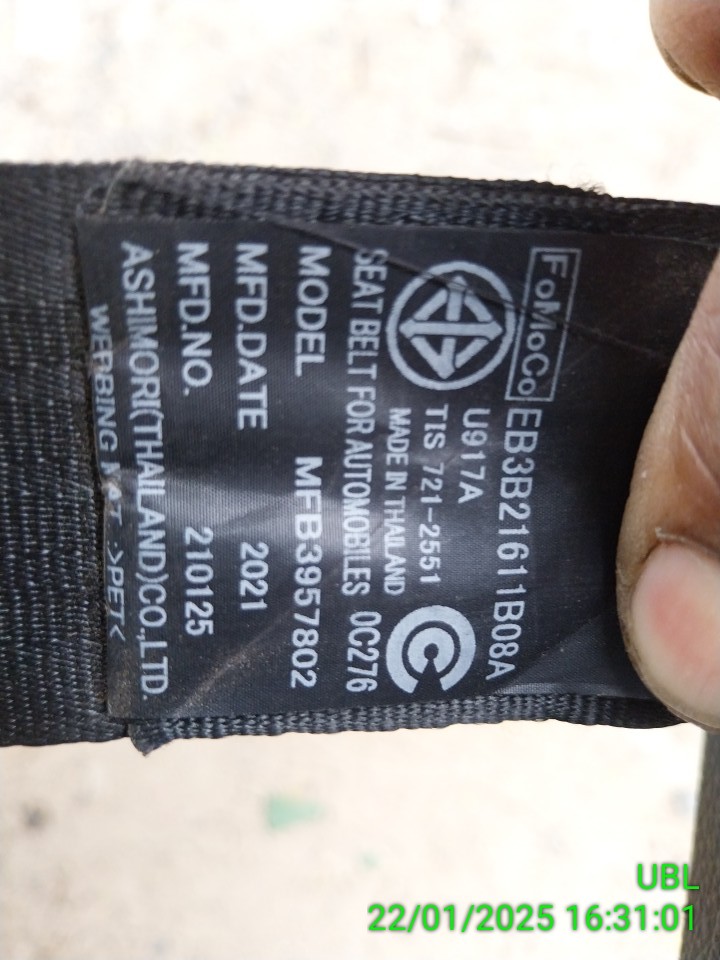 FoMoCo EB3B21611B08A
U917A
TIS 721-2551
MADE IN THAILAND
SEAT BELT FOR AUTOMOBILES 0C276
MODEL MFB3957802
MFD.DATE 2021
MFD.NO. 210125
ASHIMORI(THAILAND)CO.,LTD.
WEBBING MAT >PET<
UBL
22/01/2025 16:31:01